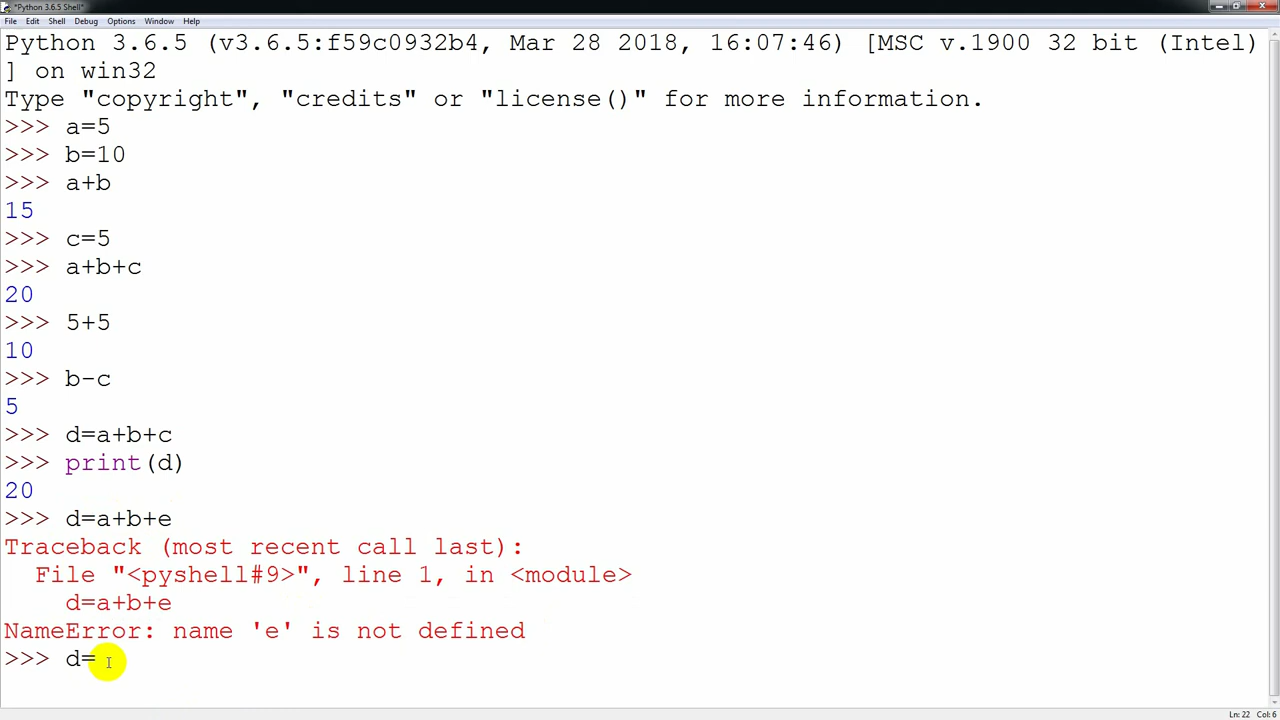 *Python 3.6.5 Shell*
File Edit Shell Debug Options Window Help
Python 3.6.5 (v3.6.5:f59c0932b4, Mar 28 2018, 16:07:46) [MSC v.1900 32 bit (Intel)
] on win32
Type "copyright", "credits" or "license()" for more information.
>>> a=5
>>> b=10
>>> a+b
15
>>> c=5
>>> a+b+c
20
>>> 5+5
10
>>> b-c
5
>>> d=a+b+c
>>> print(d)
20
>>> d=a+b+e
Traceback (most recent call last):
  File "<pyshell#9>", line 1, in <module>
    d=a+b+e
NameError: name 'e' is not defined
>>> d=
Ln: 22 Col: 6